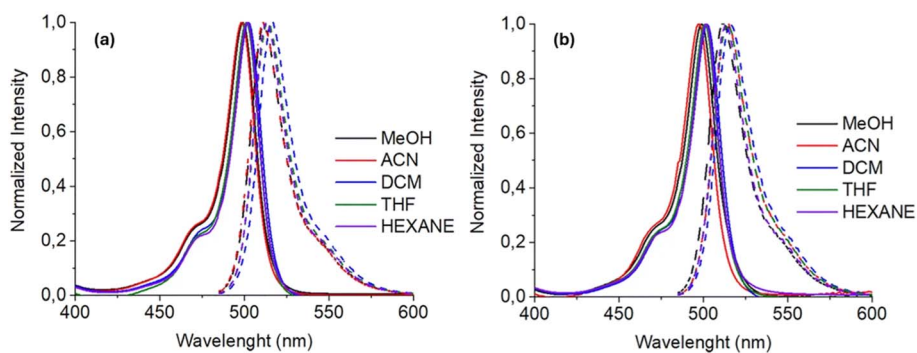 (a)
Normalized Intensity
1,0
0,8
0,6
0,4
0,2
0,0
MeOH
ACN
DCM
THF
HEXANE
400 450 500 550 600
Wavelenght (nm)
(b)
Normalized Intensity
1,0
0,8
0,6
0,4
0,2
0,0
MeOH
ACN
DCM
THF
HEXANE
400 450 500 550 600
Wavelenght (nm)